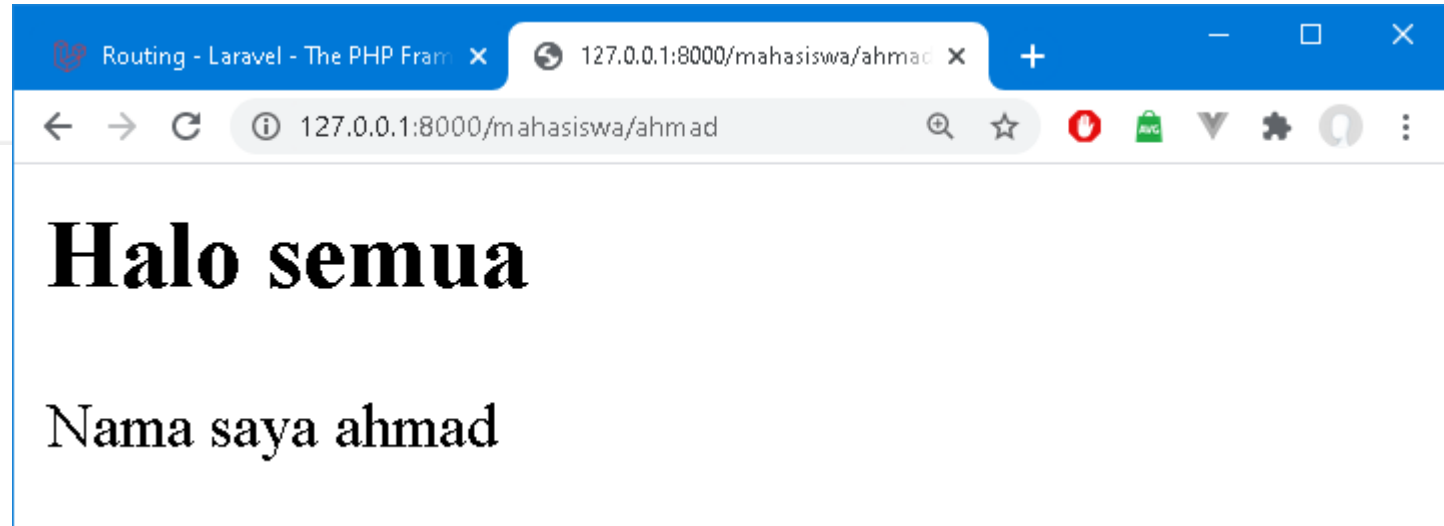 Routing - Laravel - The PHP Fram
127.0.0.1:8000/mahasiswa/ahmad
127.0.0.1:8000/mahasiswa/ahmad
AVG
Halo semua
Nama saya ahmad